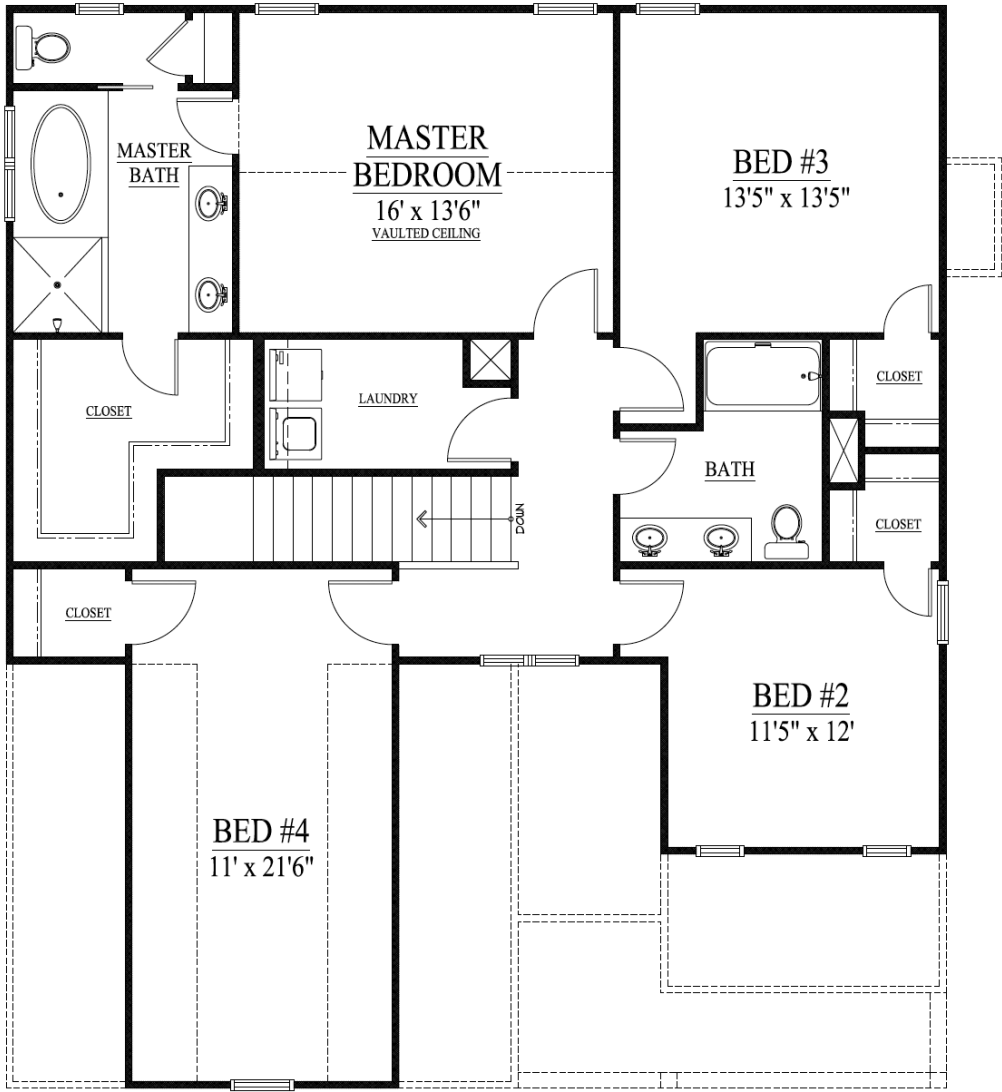 MASTER
BATH
MASTER
BEDROOM
16' x 13'6"
VAULTED CEILING
BED #3
13'5" x 13'5"
CLOSET
LAUNDRY
CLOSET
BATH
DOWN
CLOSET
CLOSET
BED #2
11'5" x 12'
BED #4
11' x 21'6"